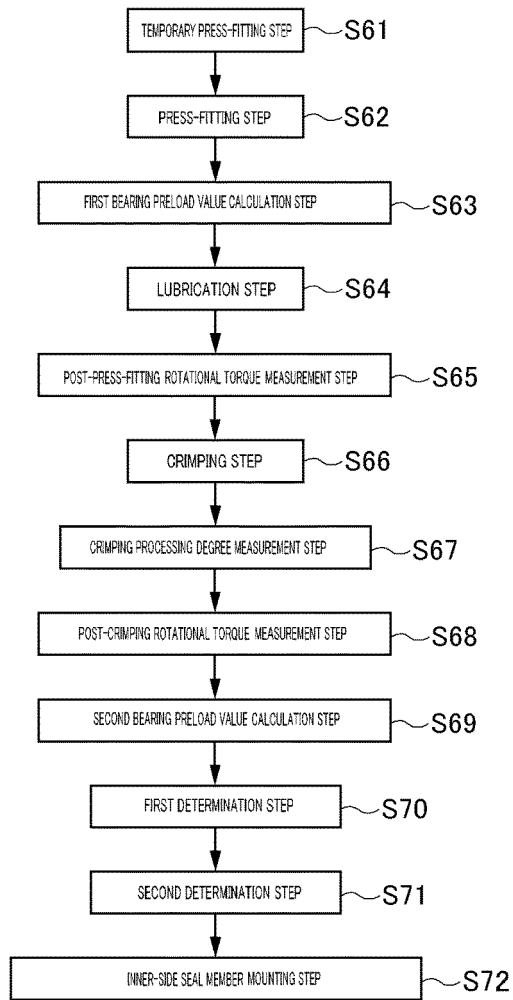 TEMPORARY PRESS-FITTING STEP S61
PRESS-FITTING STEP S62
FIRST BEARING PRELOAD VALUE CALCULATION STEP S63
LUBRICATION STEP S64
POST-PRESS-FITTING ROTATIONAL TORQUE MEASUREMENT STEP S65
CRIMPING STEP S66
CRIMPING PROCESSING DEGREE MEASUREMENT STEP S67
POST-CRIMPING ROTATIONAL TORQUE MEASUREMENT STEP S68
SECOND BEARING PRELOAD VALUE CALCULATION STEP S69
FIRST DETERMINATION STEP S70
SECOND DETERMINATION STEP S71
INNER-SIDE SEAL MEMBER MOUNTING STEP S72